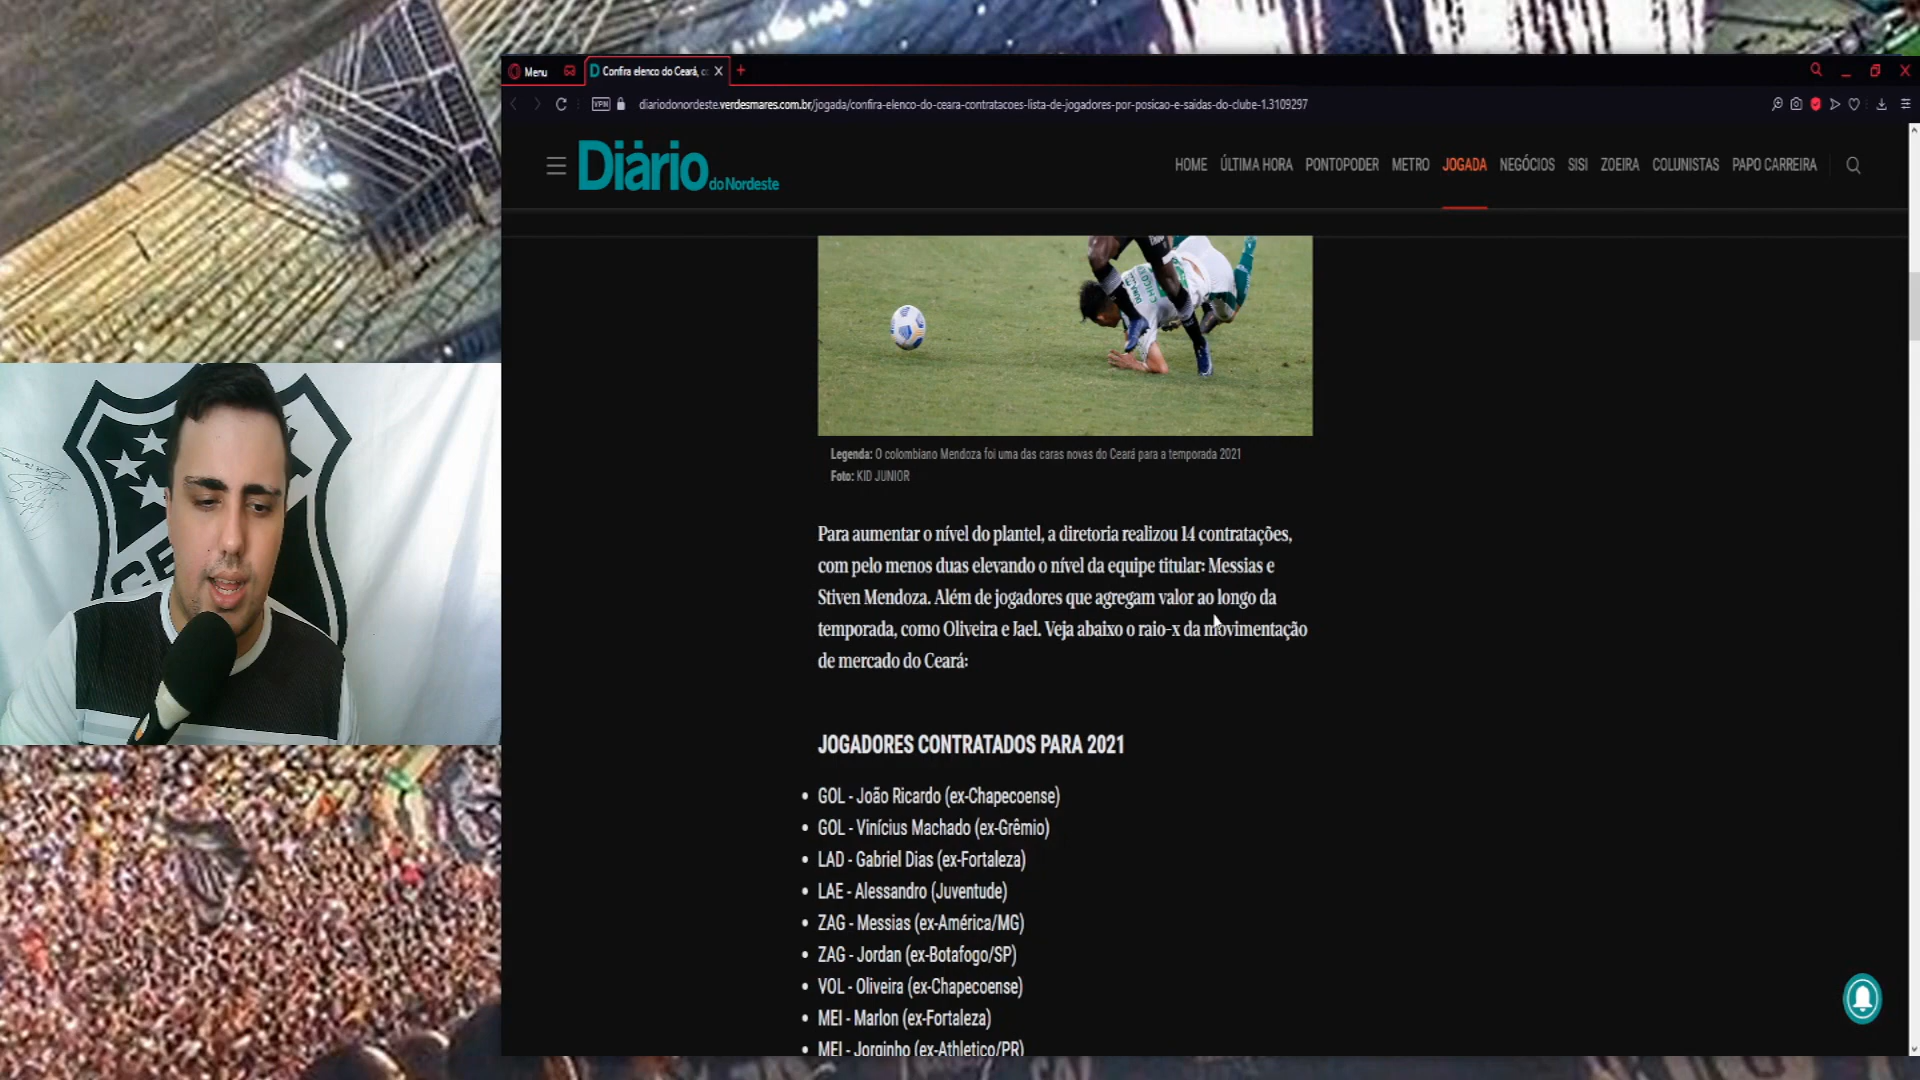 Menu
Confira elenco do Ceará, c
VPN
diariodonordeste.verdesmares.com.br/jogada/confira-elenco-do-ceara-contratacoes-lista-de-jogadores-por-posicao-e-saidas-do-clube-1.3109297
Diário do Nordeste
HOME ÚLTIMA HORA PONTOPODER METRO JOGADA NEGÓCIOS SISI ZOEIRA COLUNISTAS PAPO CARREIRA
Legenda: O colombiano Mendoza foi uma das caras novas do Ceará para a temporada 2021
Foto: KID JUNIOR
Para aumentar o nível do plantel, a diretoria realizou 14 contratações,
com pelo menos duas elevando o nível da equipe titular: Messias e
Stiven Mendoza. Além de jogadores que agregam valor ao longo da
temporada, como Oliveira e Jael. Veja abaixo o raio-x da movimentação
de mercado do Ceará:
JOGADORES CONTRATADOS PARA 2021
• GOL - João Ricardo (ex-Chapecoense)
• GOL - Vinícius Machado (ex-Grêmio)
• LAD - Gabriel Dias (ex-Fortaleza)
• LAE - Alessandro (Juventude)
• ZAG - Messias (ex-América/MG)
• ZAG - Jordan (ex-Botafogo/SP)
• VOL - Oliveira (ex-Chapecoense)
• MEI - Marlon (ex-Fortaleza)
• MEI - Jorginho (ex-Athletico/PR)